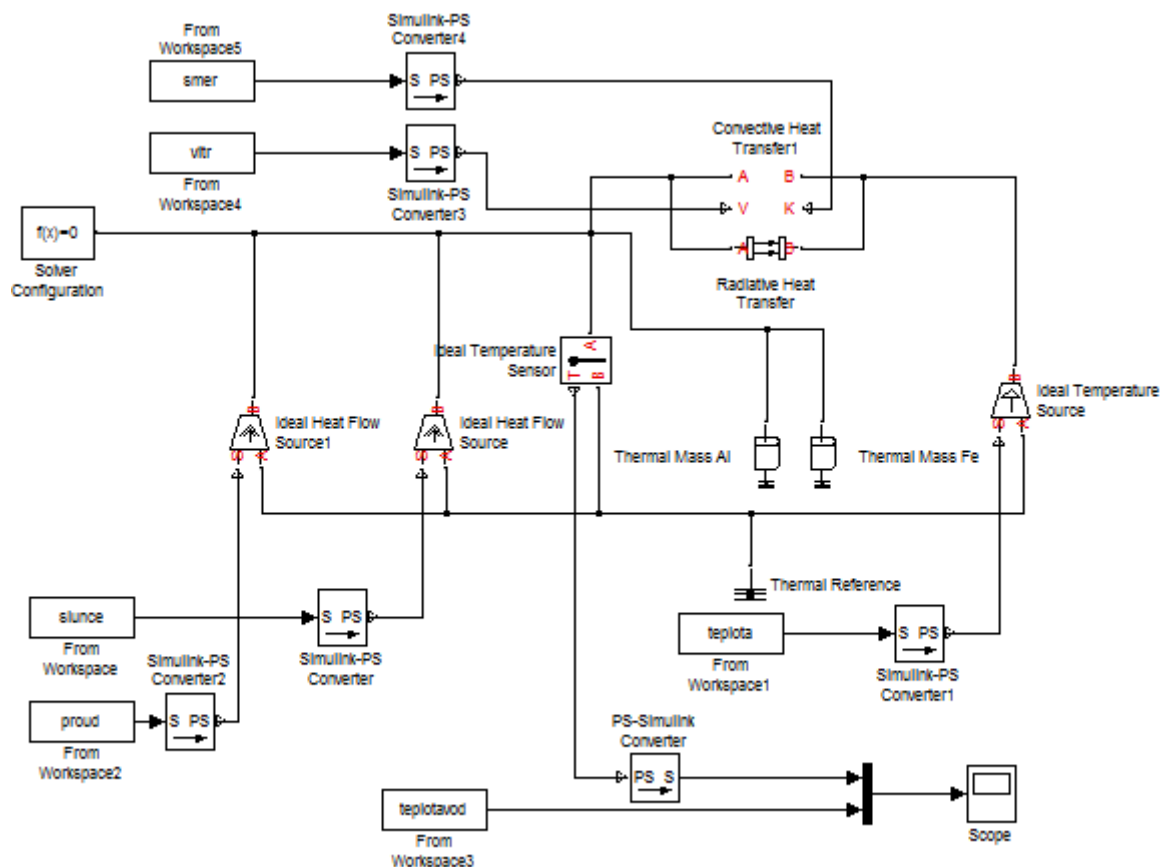 From
Workspace5
smer
Simulink-PS
Converter4
S PS
vitr
From
Workspace4
S PS
Simulink-PS
Converter3
Convective Heat
Transfer1
A B
V K
A B
Radiative Heat
Transfer
f(x)=0
Solver
Configuration
Ideal Temperature
Sensor
A
T B
B
Ideal Heat Flow
Source1
S A
B
Ideal Heat Flow
Source
S A
Thermal Mass Al
Thermal Mass Fe
B
Ideal Temperature
Source
S A
Thermal Reference
slunce
From
Workspace
S PS
Simulink-PS
Converter
Simulink-PS
Converter2
proud
S PS
From
Workspace2
teplota
From
Workspace1
S PS
Simulink-PS
Converter1
PS-Simulink
Converter
PS S
teplotavod
From
Workspace3
Scope